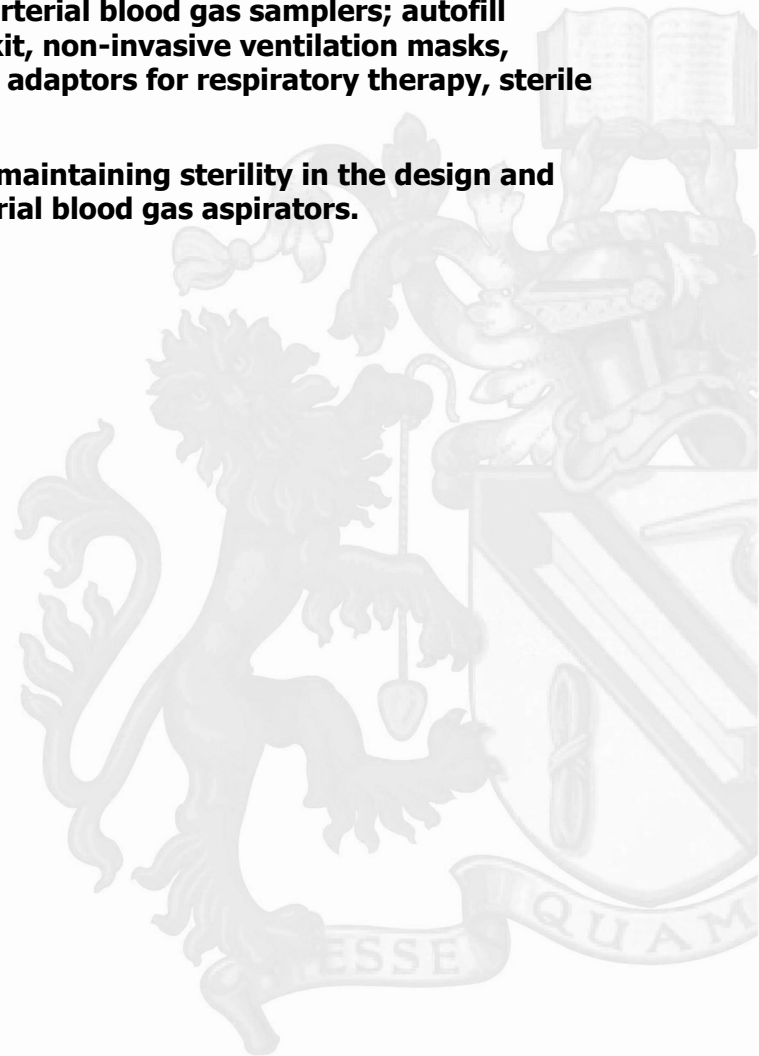 rterial blood gas samplers; autofill
kit, non-invasive ventilation masks,
adaptors for respiratory therapy, sterile
maintaining sterility in the design and
rial blood gas aspirators.
ESSE
QUAM